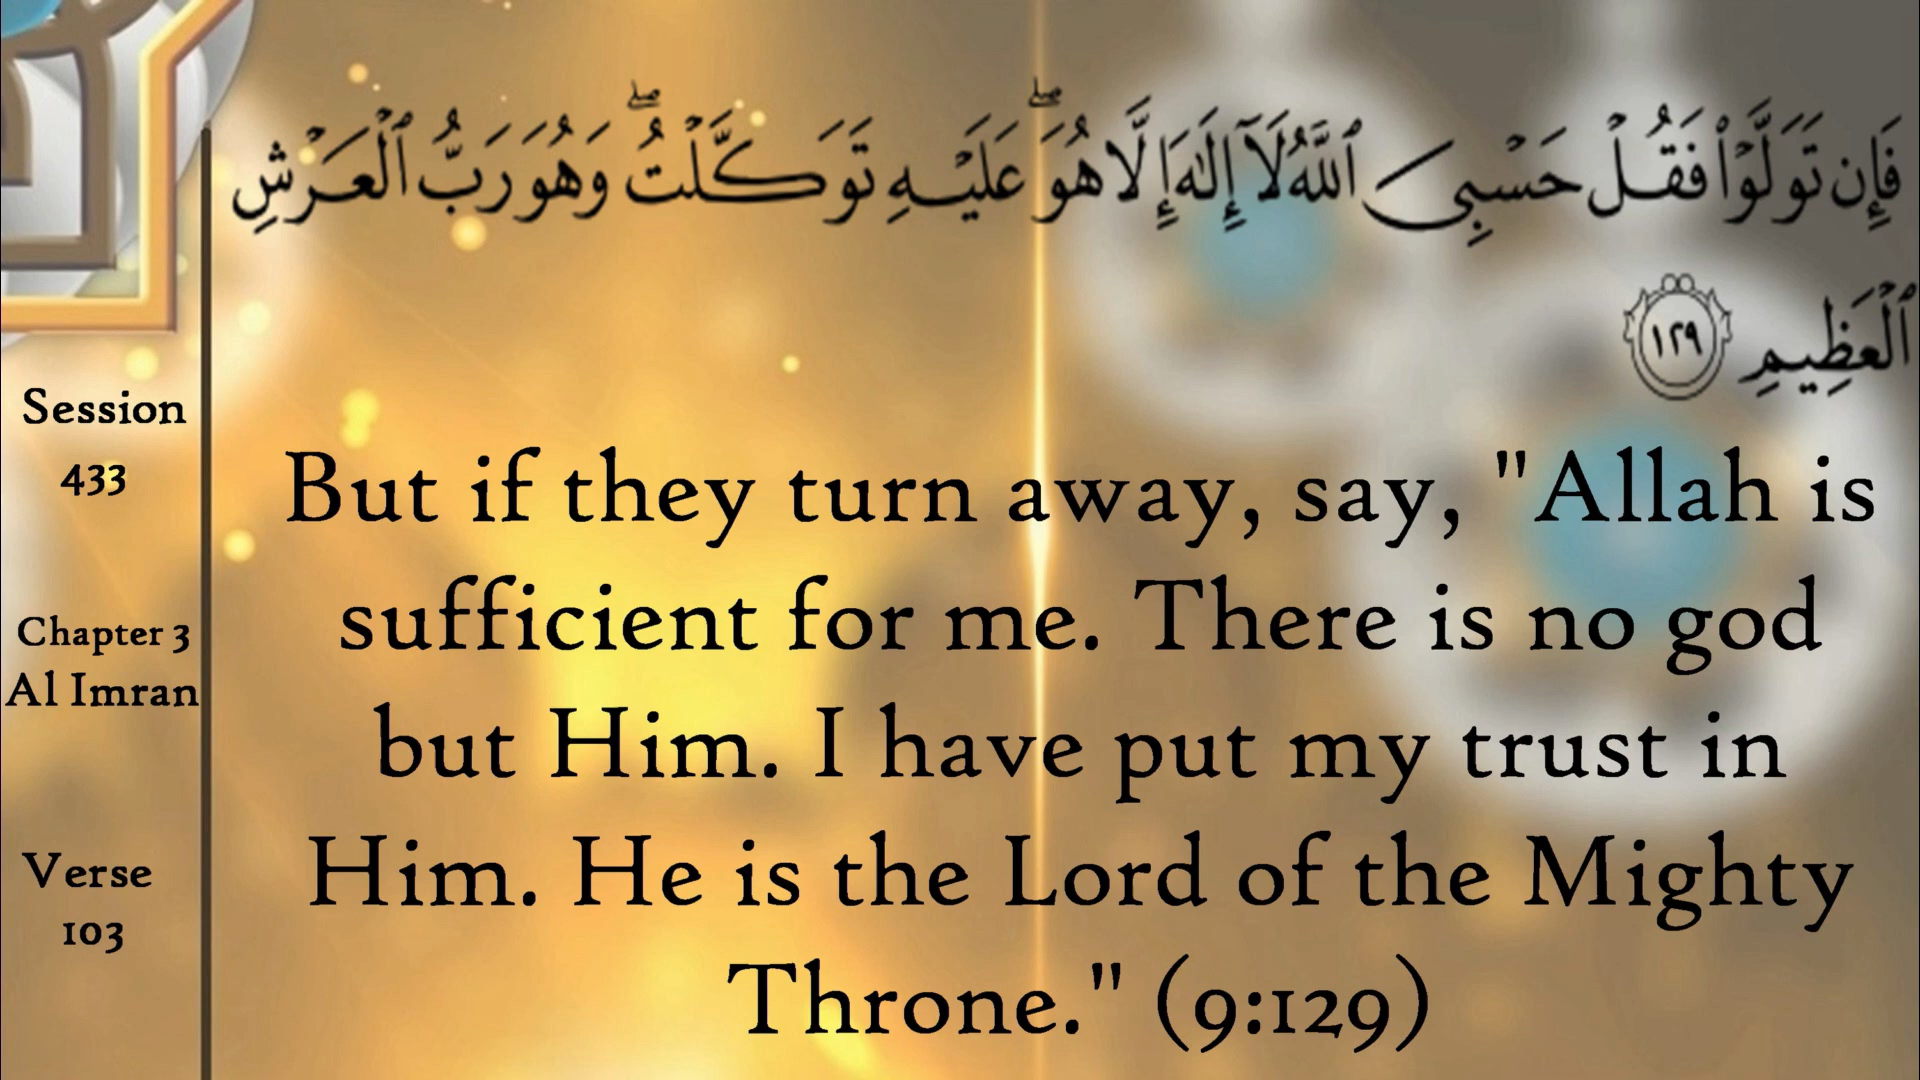 فَإِن تَوَلَّوْا۟ فَقُلْ حَسْبِىَ ٱللَّهُ لَآ إِلَٰهَ إِلَّا هُوَ ۖ عَلَيْهِ تَوَكَّلْتُ ۖ وَهُوَ رَبُّ ٱلْعَرْشِ
ٱلْعَظِيمِ ١٢٩
Session
433
Chapter 3
Al Imran
Verse
103
But if they turn away, say, "Allah is
sufficient for me. There is no god
but Him. I have put my trust in
Him. He is the Lord of the Mighty
Throne." (9:129)